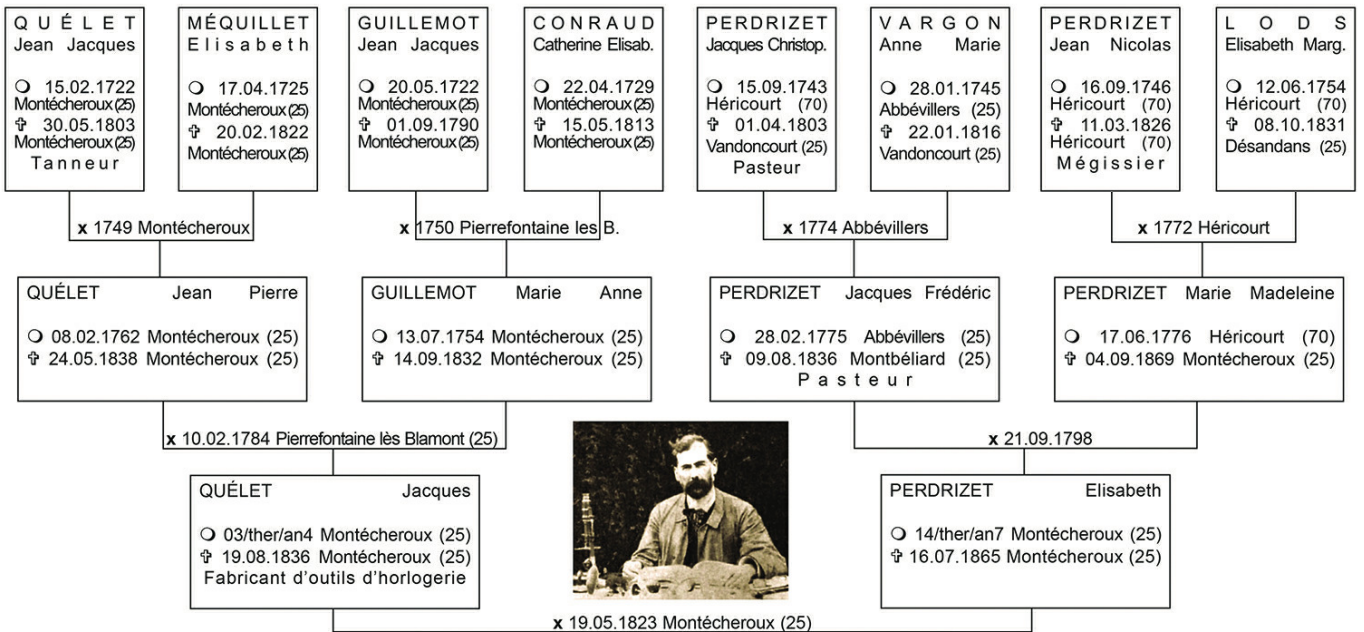 QUÉLET
Jean Jacques
❍ 15.02.1722
Montécheroux (25)
✞ 30.05.1803
Montécheroux (25)
Tanneur
MÉQUILLET
Elisabeth
❍ 17.04.1725
Montécheroux (25)
✞ 20.02.1822
Montécheroux (25)
GUILLEMOT
Jean Jacques
❍ 20.05.1722
Montécheroux (25)
✞ 01.09.1790
Montécheroux (25)
CONRAUD
Catherine Elisab.
❍ 22.04.1729
Montécheroux (25)
✞ 15.05.1813
Montécheroux (25)
PERDRIZET
Jacques Christop.
❍ 15.09.1743
Héricourt (70)
✞ 01.04.1803
Vandoncourt (25)
Pasteur
VARGON
Anne Marie
❍ 28.01.1745
Abbévillers (25)
✞ 22.01.1816
Vandoncourt (25)
PERDRIZET
Jean Nicolas
❍ 16.09.1746
Héricourt (70)
✞ 11.03.1826
Héricourt (70)
Mégissier
LODS
Elisabeth Marg.
❍ 12.06.1754
Héricourt (70)
✞ 08.10.1831
Désandans (25)
x 1749 Montécheroux
x 1750 Pierrefontaine les B.
x 1774 Abbévillers
x 1772 Héricourt
QUÉLET Jean Pierre
❍ 08.02.1762 Montécheroux (25)
✞ 24.05.1838 Montécheroux (25)
GUILLEMOT Marie Anne
❍ 13.07.1754 Montécheroux (25)
✞ 14.09.1832 Montécheroux (25)
PERDRIZET Jacques Frédéric
❍ 28.02.1775 Abbévillers (25)
✞ 09.08.1836 Montbéliard (25)
Pasteur
PERDRIZET Marie Madeleine
❍ 17.06.1776 Héricourt (70)
✞ 04.09.1869 Montécheroux (25)
x 10.02.1784 Pierrefontaine lès Blamont (25)
x 21.09.1798
QUÉLET Jacques
❍ 03/ther/an4 Montécheroux (25)
✞ 19.08.1836 Montécheroux (25)
Fabricant d'outils d'horlogerie
PERDRIZET Elisabeth
❍ 14/ther/an7 Montécheroux (25)
✞ 16.07.1865 Montécheroux (25)
x 19.05.1823 Montécheroux (25)